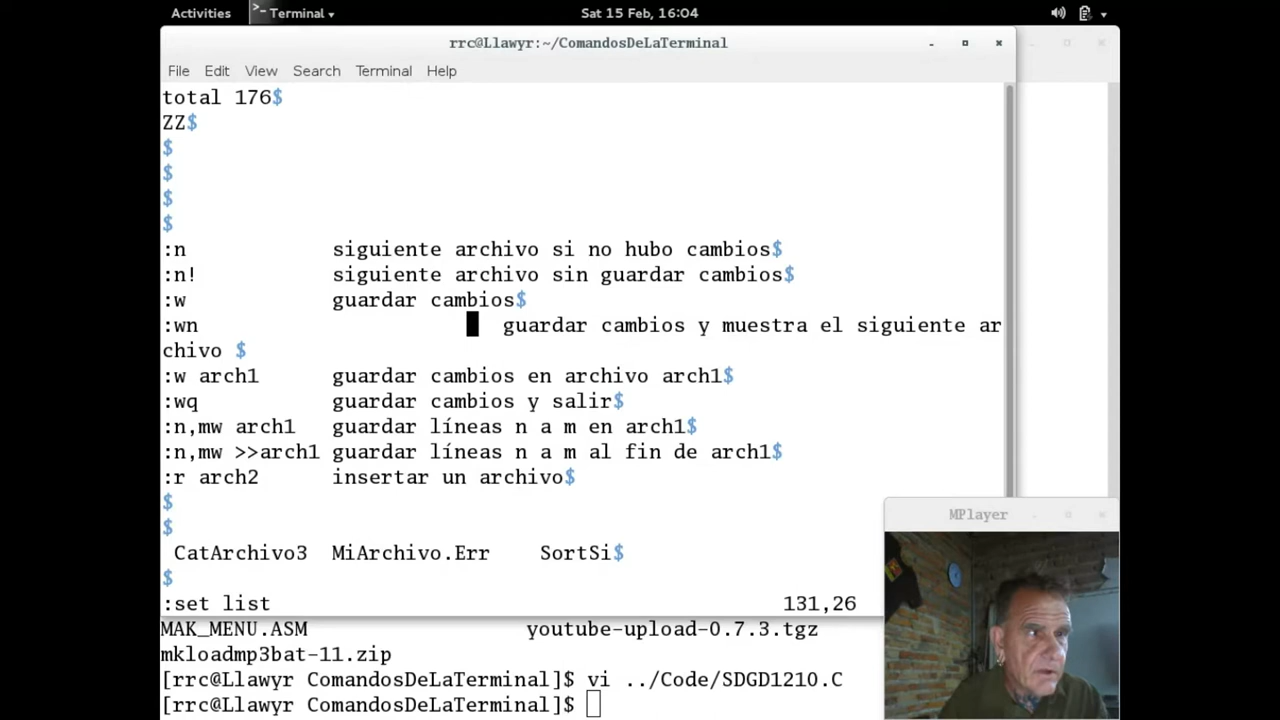 Activities
Terminal
Sat 15 Feb, 16:04
rrc@Llawyr:~/ComandosDeLaTerminal
File Edit View Search Terminal Help
total 176$
ZZ$
$
$
$
$
:n siguiente archivo si no hubo cambios$
:n! siguiente archivo sin guardar cambios$
:w guardar cambios$
:wn guardar cambios y muestra el siguiente ar
chivo $
:w arch1 guardar cambios en archivo arch1$
:wq guardar cambios y salir$
:n,mw arch1 guardar líneas n a m en arch1$
:n,mw >>arch1 guardar líneas n a m al fin de arch1$
:r arch2 insertar un archivo$
$
$
CatArchivo3 MiArchivo.Err SortSi$
$
:set list 131,26
MPlayer
MAK_MENU.ASM youtube-upload-0.7.3.tgz
mkloadmp3bat-11.zip
[rrc@Llawyr ComandosDeLaTerminal]$ vi ../Code/SDGD1210.C
[rrc@Llawyr ComandosDeLaTerminal]$